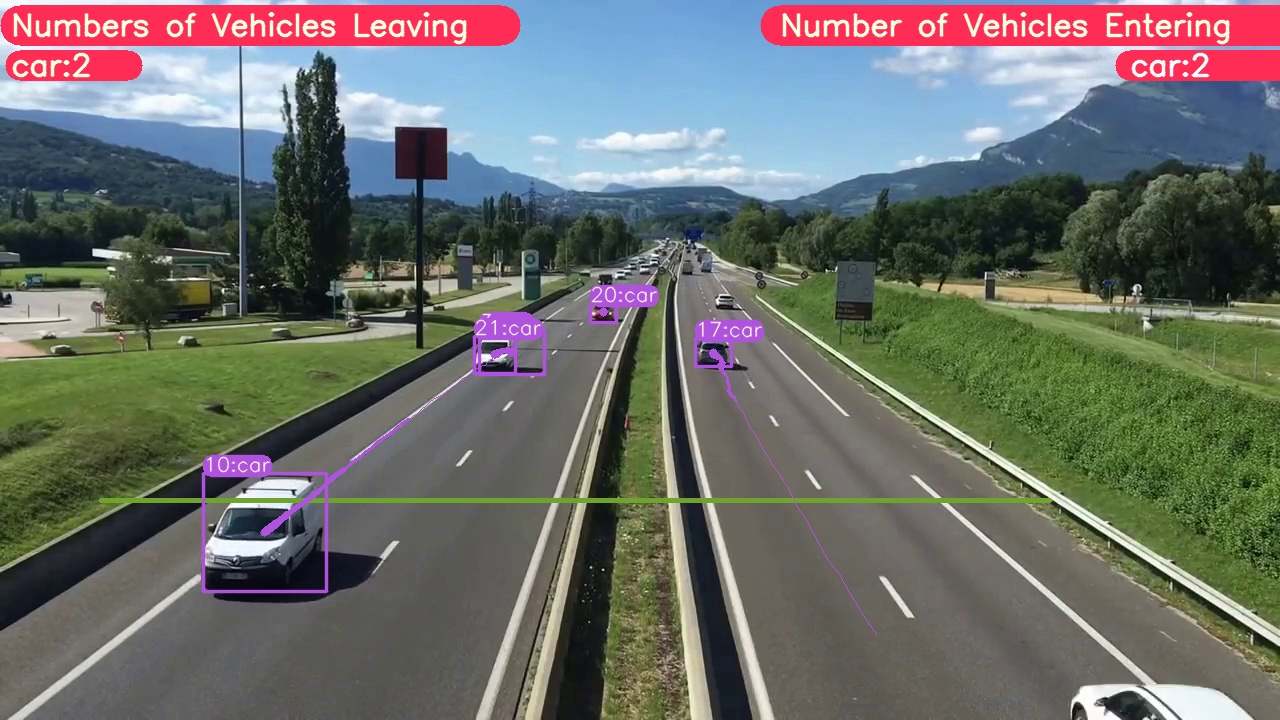 Numbers of Vehicles Leaving
Number of Vehicles Entering
car:2
car:2
20:car
21:car
17:car
10:car